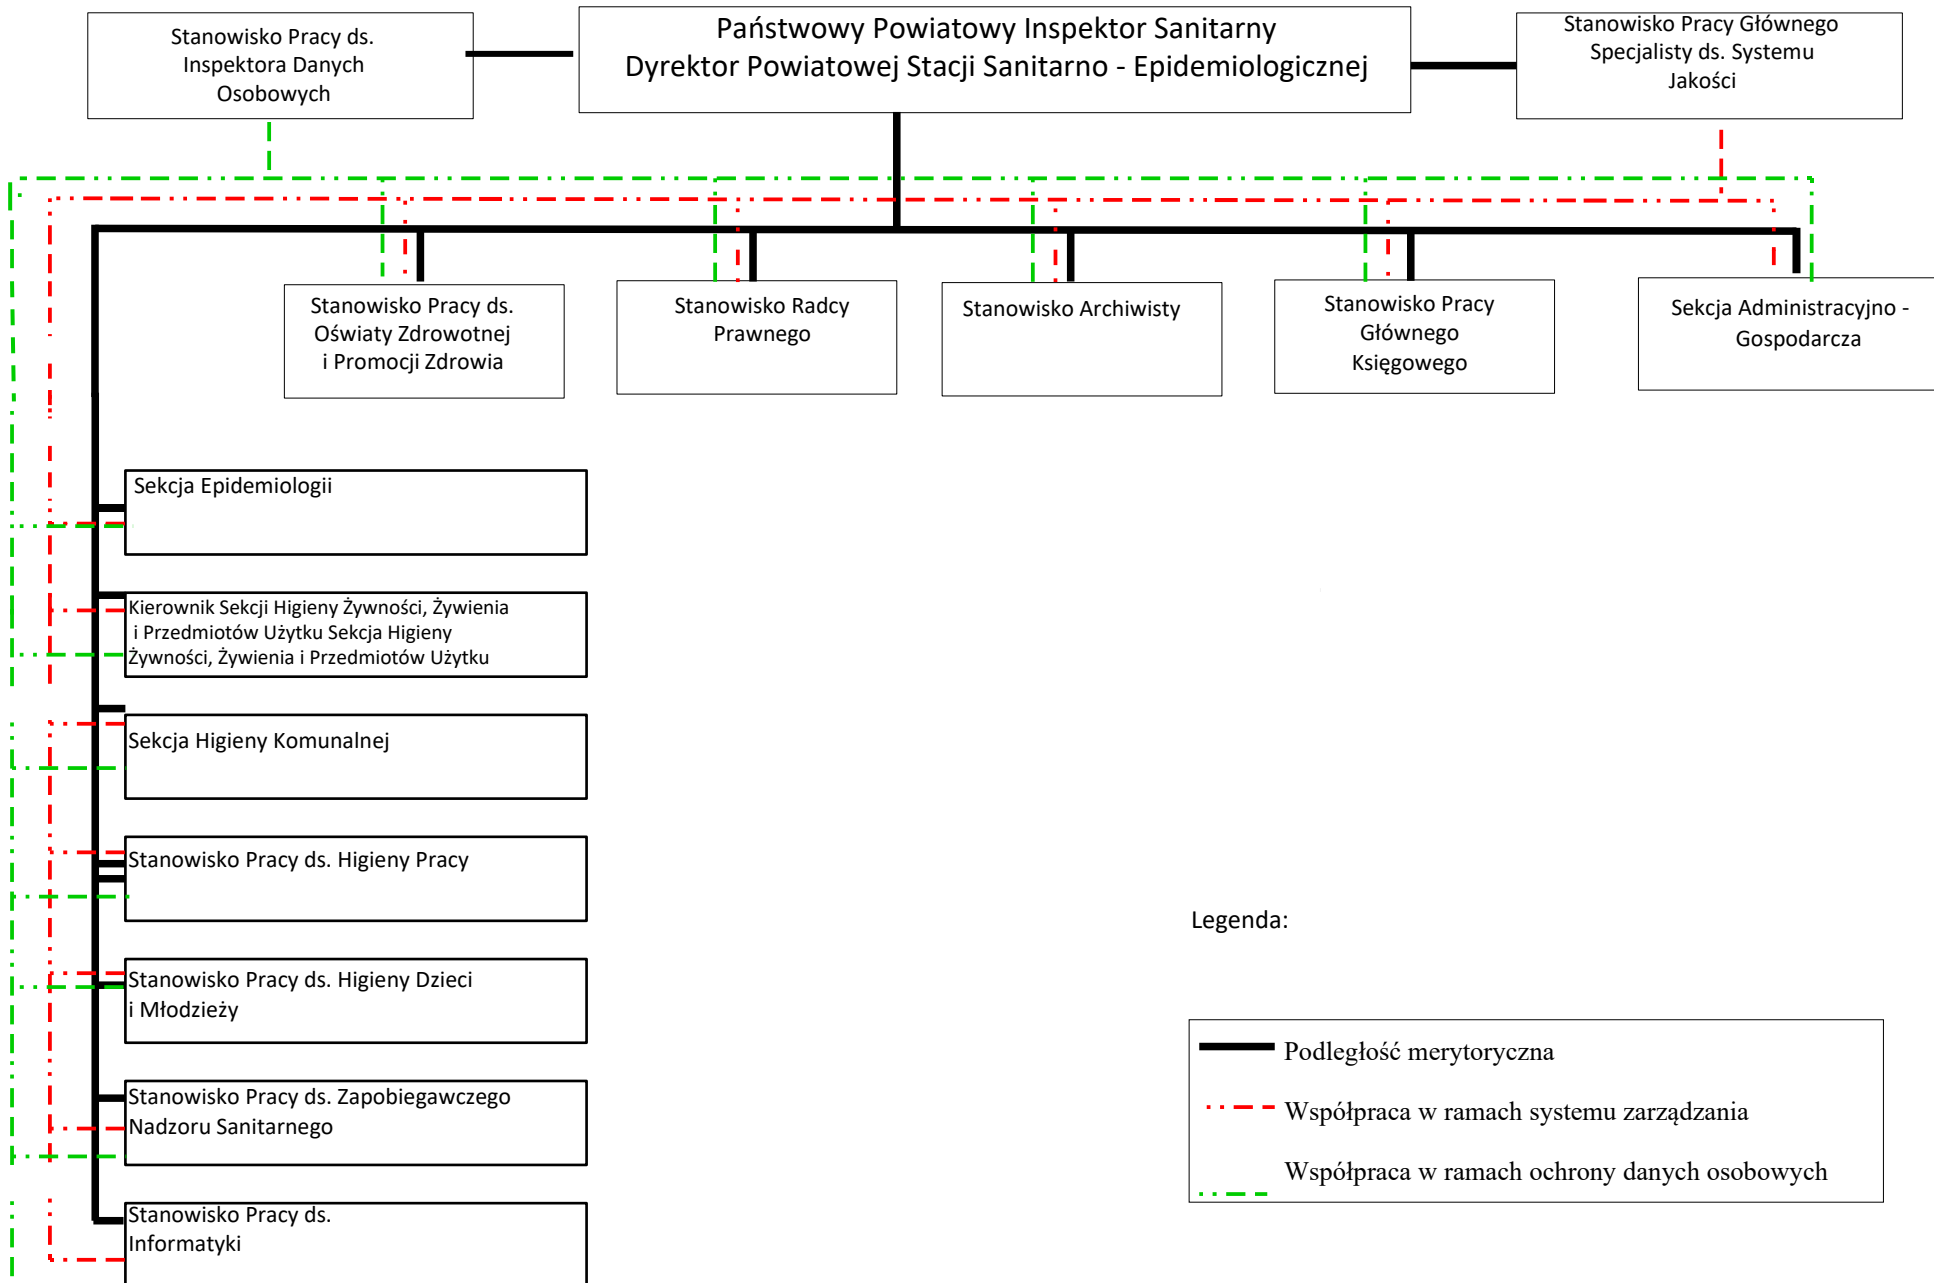 Stanowisko Pracy ds.
Inspektora Danych
Osobowych
Państwowy Powiatowy Inspektor Sanitarny
Dyrektor Powiatowej Stacji Sanitarno - Epidemiologicznej
Stanowisko Pracy Głównego
Specjalisty ds. Systemu
Jakości
Stanowisko Pracy ds.
Oświaty Zdrowotnej
i Promocji Zdrowia
Stanowisko Radcy
Prawnego
Stanowisko Archiwisty
Stanowisko Pracy
Głównego
Księgowego
Sekcja Administracyjno -
Gospodarcza
Sekcja Epidemiologii
Kierownik Sekcji Higieny Żywności, Żywienia
i Przedmiotów Użytku Sekcja Higieny
Żywności, Żywienia i Przedmiotów Użytku
Sekcja Higieny Komunalnej
Stanowisko Pracy ds. Higieny Pracy
Stanowisko Pracy ds. Higieny Dzieci
i Młodzieży
Stanowisko Pracy ds. Zapobiegawczego
Nadzoru Sanitarnego
Stanowisko Pracy ds.
Informatyki
Legenda:
Podległość merytoryczna
Współpraca w ramach systemu zarządzania
Współpraca w ramach ochrony danych osobowych